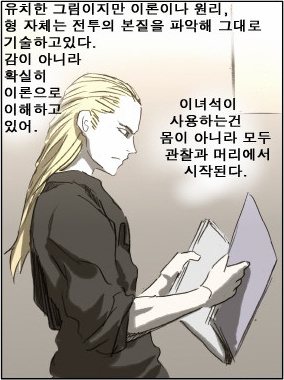 유치한 그림이지만 이론이나 원리,
형 자체는 전투의 본질을 파악해 그대로
기술하고있다.
감이 아니라
확실히
이론으로
이해하고
있어.
이녀석이
사용하는건
몸이 아니라 모두
관찰과 머리에서
시작된다.